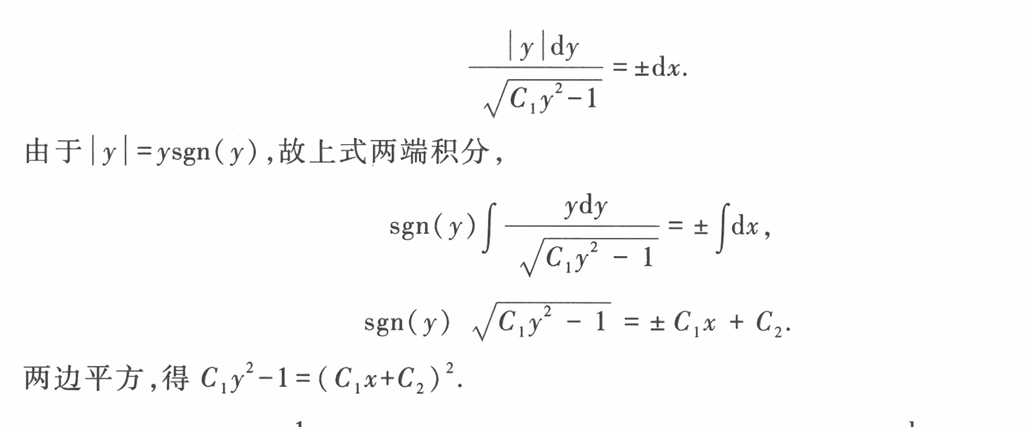 |y|dy / √(C₁y²-1) = ±dx.
由于|y|=ysgn(y),故上式两端积分,
sgn(y)∫ ydy / √(C₁y² - 1) = ±∫dx,
sgn(y) √(C₁y² - 1) = ±C₁x + C₂.
两边平方,得 C₁y²-1=(C₁x+C₂)².